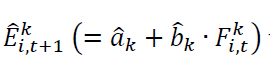 Ê^k_{i,t+1} (= â_k + b̂_k · F^k_{i,t})